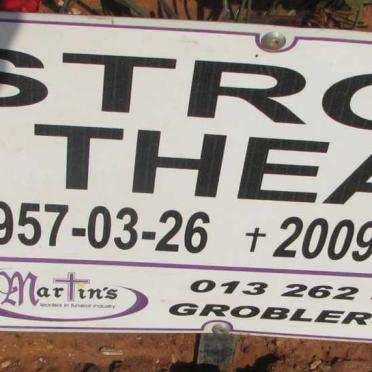 STRO
THEA
957-03-26 † 2009
Martin's 013 262
leaders in funeral industry GROBLER